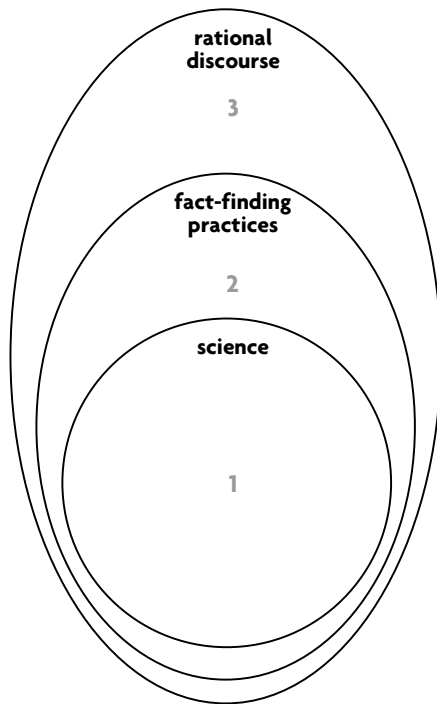 rational
discourse
3
fact-finding
practices
2
science
1